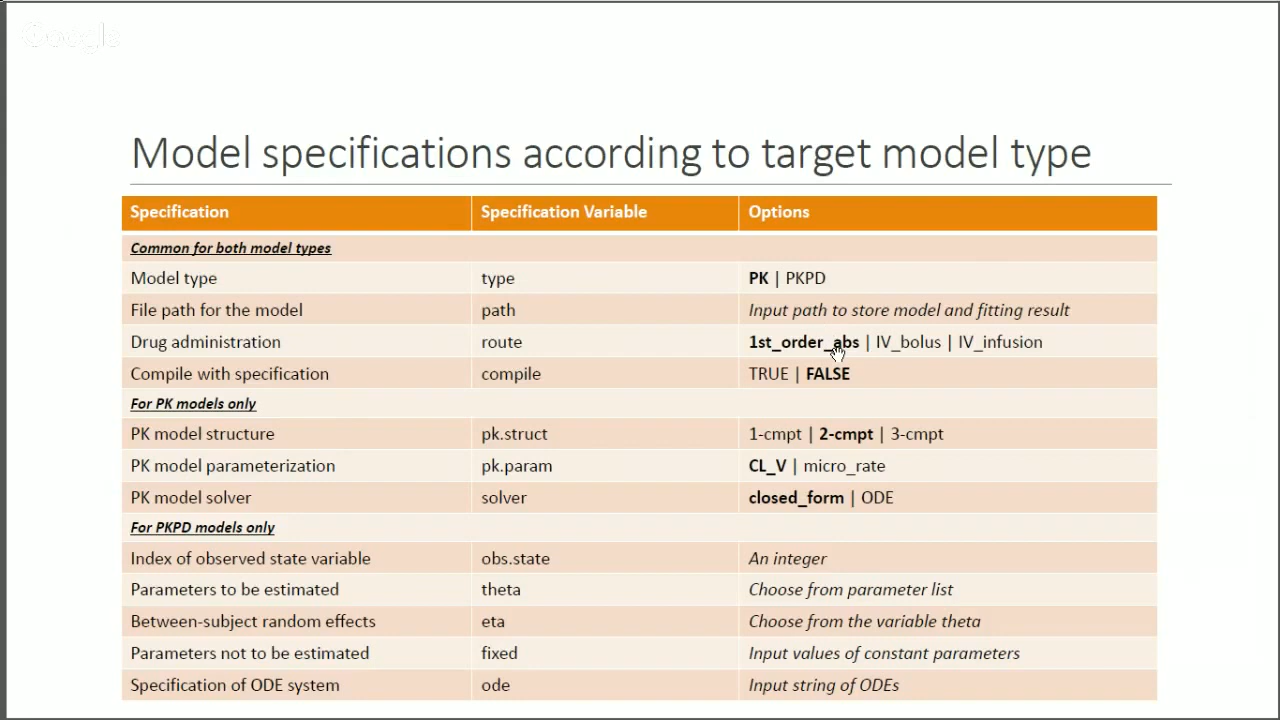 Google
Model specifications according to target model type
Specification Specification Variable Options
Common for both model types
Model type type PK | PKPD
File path for the model path Input path to store model and fitting result
Drug administration route 1st_order_abs | IV_bolus | IV_infusion
Compile with specification compile TRUE | FALSE
For PK models only
PK model structure pk.struct 1-cmpt | 2-cmpt | 3-cmpt
PK model parameterization pk.param CL_V | micro_rate
PK model solver solver closed_form | ODE
For PKPD models only
Index of observed state variable obs.state An integer
Parameters to be estimated theta Choose from parameter list
Between-subject random effects eta Choose from the variable theta
Parameters not to be estimated fixed Input values of constant parameters
Specification of ODE system ode Input string of ODEs